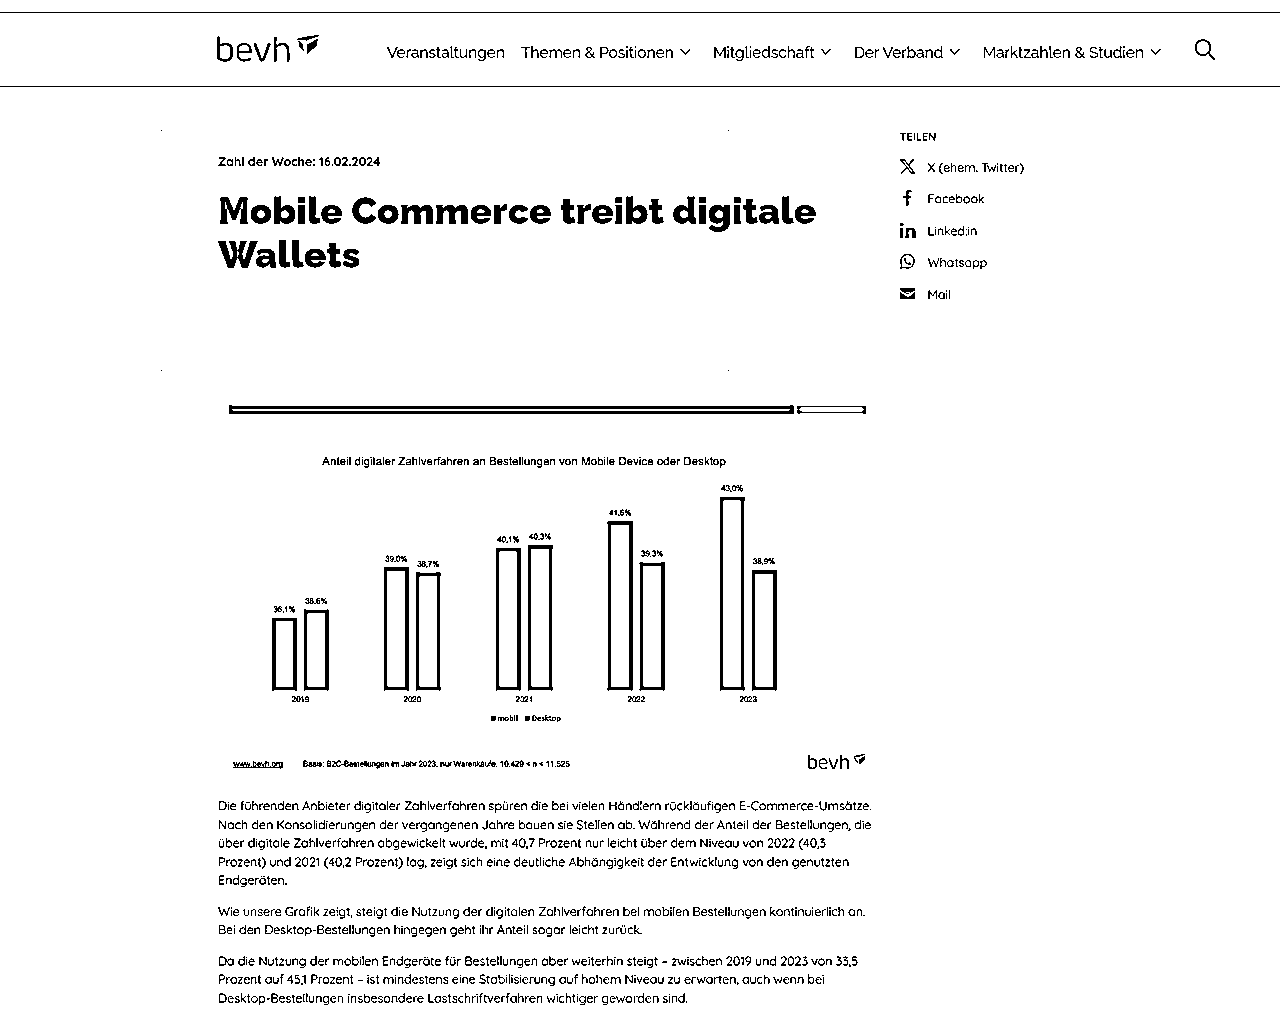 bevh
Veranstaltungen Themen & Positionen Mitgliedschaft Der Verband Marktzahlen & Studien
Zahl der Woche: 16.02.2024
Mobile Commerce treibt digitale
Wallets
TEILEN
X (ehem. Twitter)
Facebook
Linked:in
Whatsapp
Mail
Anteil digitaler Zahlverfahren an Bestellungen von Mobile Device oder Desktop
36,1% 36,6%
39,0% 38,7%
40,1% 40,3%
41,6% 39,3%
43,0% 38,9%
2019 2020 2021 2022 2023
mobil Desktop
www.bevh.org Basis: B2C-Bestellungen im Jahr 2023, nur Warenkäufe, 10.429 < n < 11.525
bevh
Die führenden Anbieter digitaler Zahlverfahren spüren die bei vielen Händlern rückläufigen E-Commerce-Umsätze.
Nach den Konsolidierungen der vergangenen Jahre bauen sie Stellen ab. Während der Anteil der Bestellungen, die
über digitale Zahlverfahren abgewickelt wurde, mit 40,7 Prozent nur leicht über dem Niveau von 2022 (40,3
Prozent) und 2021 (40,2 Prozent) lag, zeigt sich eine deutliche Abhängigkeit der Entwicklung von den genutzten
Endgeräten.
Wie unsere Grafik zeigt, steigt die Nutzung der digitalen Zahlverfahren bei mobilen Bestellungen kontinuierlich an.
Bei den Desktop-Bestellungen hingegen geht ihr Anteil sogar leicht zurück.
Da die Nutzung der mobilen Endgeräte für Bestellungen aber weiterhin steigt – zwischen 2019 und 2023 von 33,5
Prozent auf 45,1 Prozent – ist mindestens eine Stabilisierung auf hohem Niveau zu erwarten, auch wenn bei
Desktop-Bestellungen insbesondere Lastschriftverfahren wichtiger geworden sind.